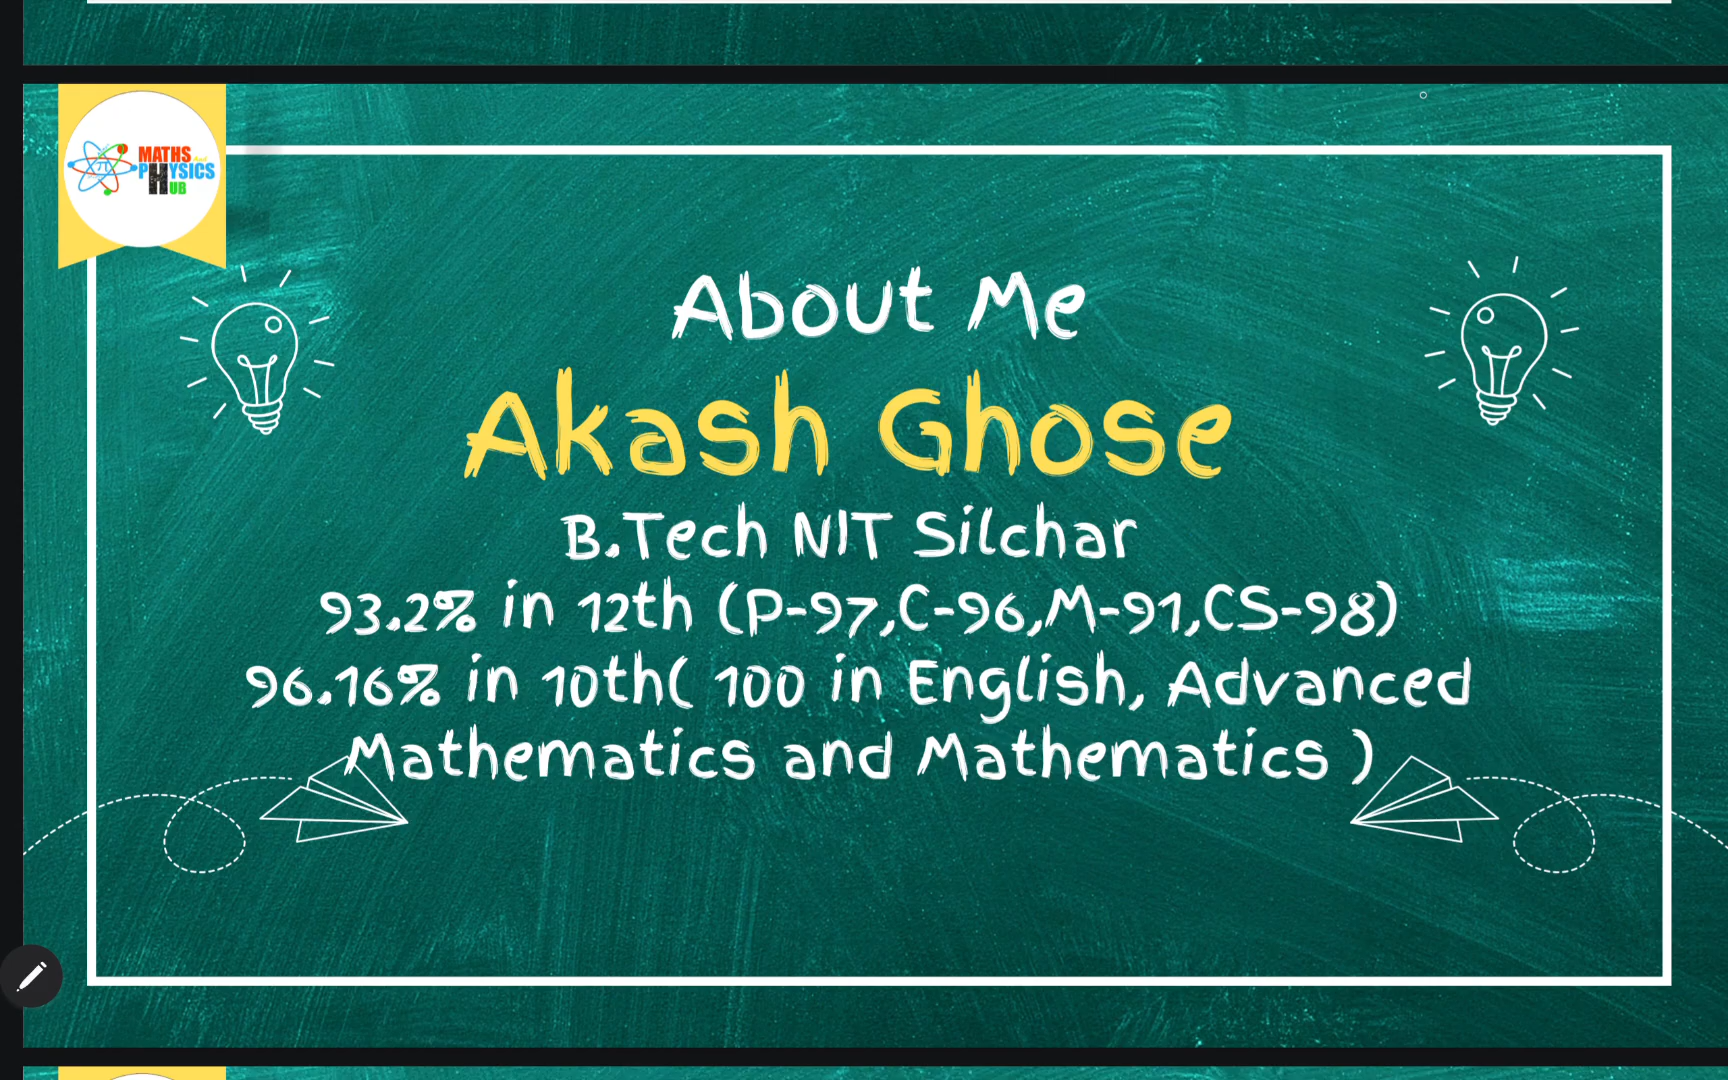 MATHS and
PHYSICS
HUB
About Me
Akash Ghose
B.Tech NIT Silchar
93.2% in 12th (P-97,C-96,M-91,CS-98)
96.16% in 10th( 100 in English, Advanced
Mathematics and Mathematics )